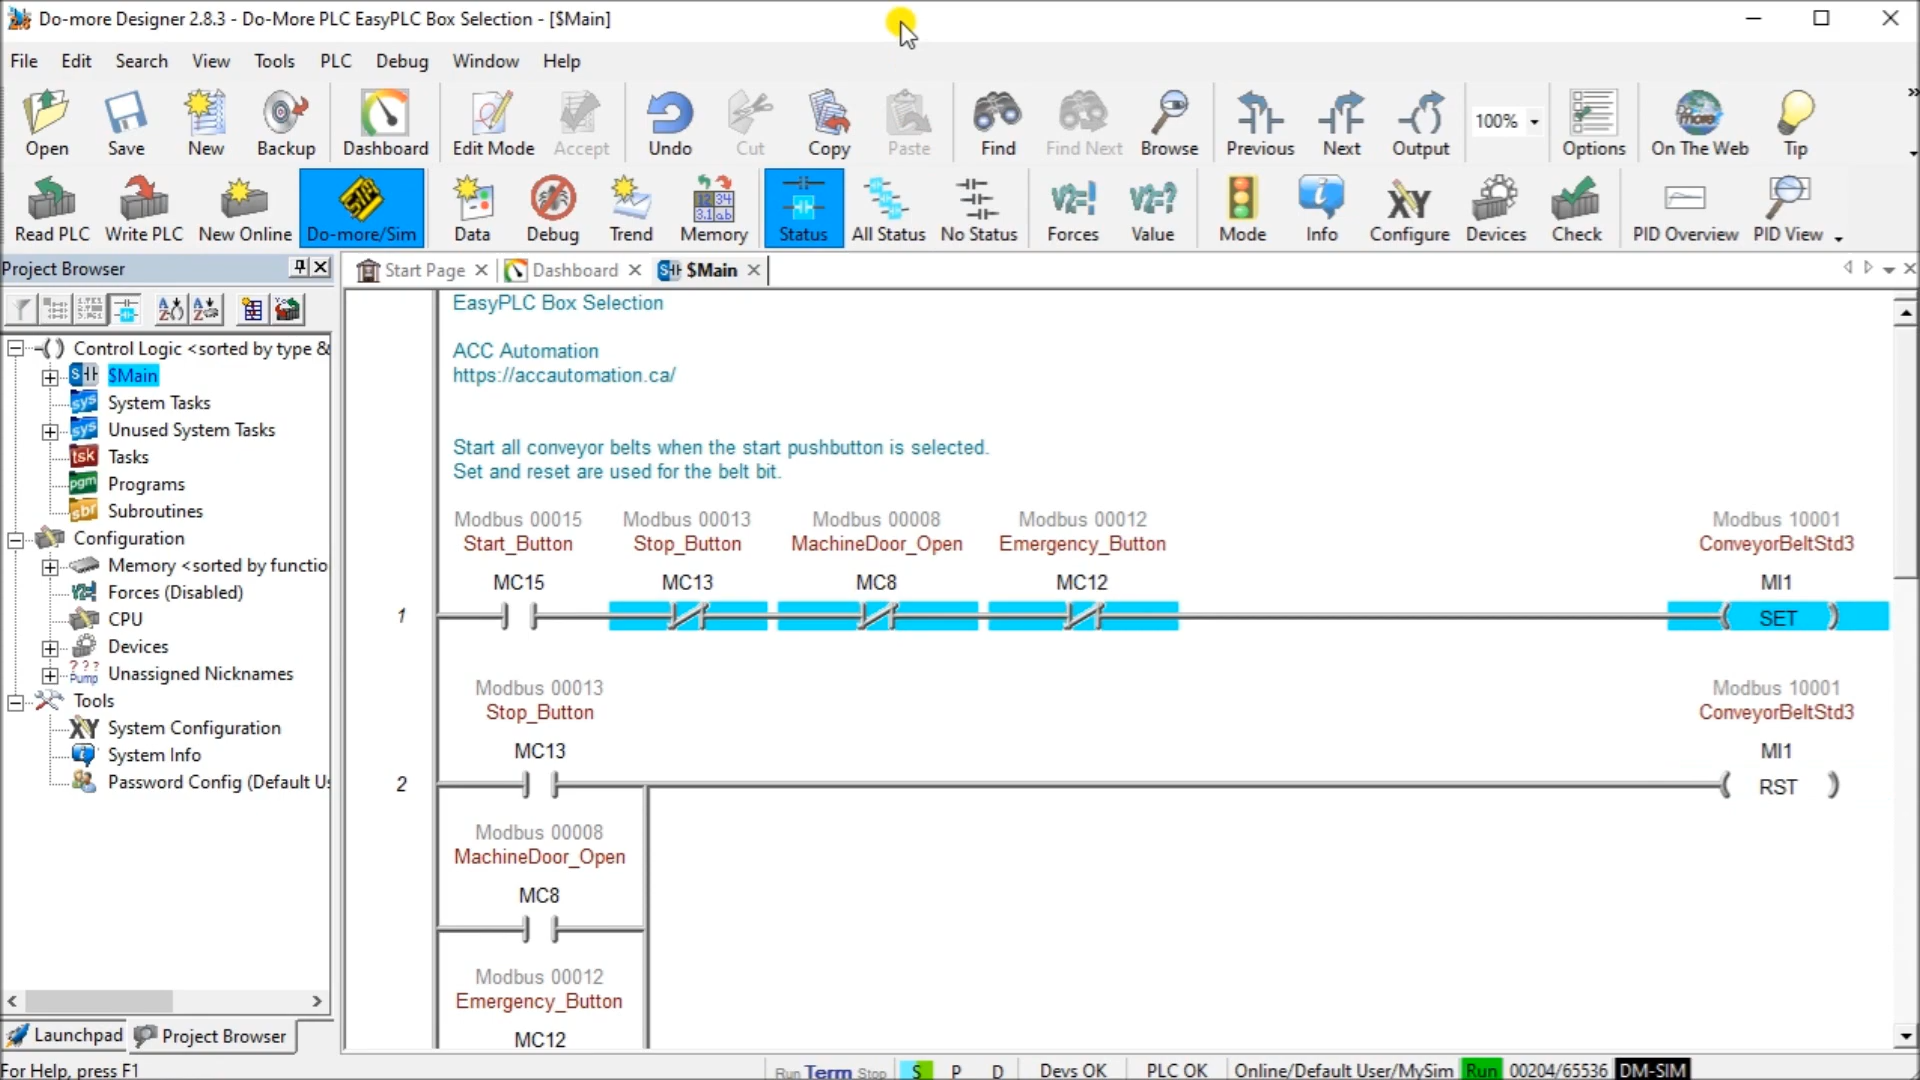 Do-more Designer 2.8.3 - Do-More PLC EasyPLC Box Selection - [$Main]
File Edit Search View Tools PLC Debug Window Help
Open Save New Backup Dashboard Edit Mode Accept Undo Cut Copy Paste Find Find Next Browse Previous Next Output 100% Options On The Web Tip
Read PLC Write PLC New Online Do-more/Sim Data Debug Trend Memory Status All Status No Status Forces Value Mode Info Configure Devices Check PID Overview PID View
Project Browser
Start Page Dashboard $Main
Control Logic <sorted by type &
$Main
System Tasks
Unused System Tasks
Tasks
Programs
Subroutines
Configuration
Memory <sorted by functio
Forces (Disabled)
CPU
Devices
Unassigned Nicknames
Tools
System Configuration
System Info
Password Config (Default Us
Launchpad Project Browser
EasyPLC Box Selection
ACC Automation
https://accautomation.ca/
Start all conveyor belts when the start pushbutton is selected.
Set and reset are used for the belt bit.
Modbus 00015 Modbus 00013 Modbus 00008 Modbus 00012 Modbus 10001
Start_Button Stop_Button MachineDoor_Open Emergency_Button ConveyorBeltStd3
MC15 MC13 MC8 MC12 MI1
1 SET
Modbus 00013 Modbus 10001
Stop_Button ConveyorBeltStd3
MC13 MI1
2 RST
Modbus 00008
MachineDoor_Open
MC8
Modbus 00012
Emergency_Button
MC12
For Help, press F1 Run Term Stop S P D Devs OK PLC OK Online/Default User/MySim Run 00204/65536 DM-SIM